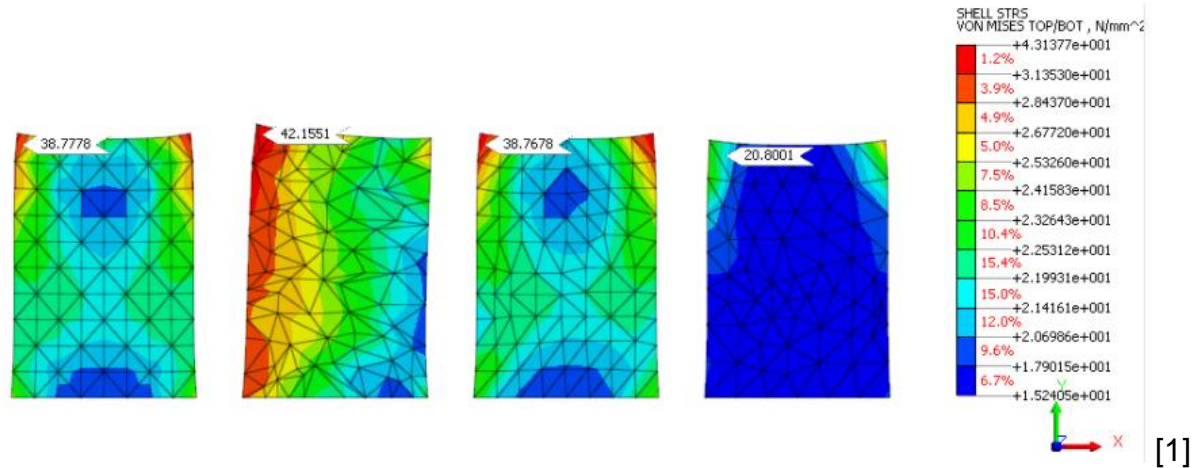 SHELL STRS
VON MISES TOP/BOT , N/mm^2
+4.31377e+001
1.2%
+3.13530e+001
3.9%
+2.84370e+001
4.9%
+2.67720e+001
5.0%
+2.53260e+001
7.5%
+2.41583e+001
8.5%
+2.32643e+001
10.4%
+2.25312e+001
15.4%
+2.19931e+001
15.0%
+2.14161e+001
12.0%
+2.06986e+001
9.6%
+1.79015e+001
6.7%
+1.52405e+001
38.7778
42.1551
38.7678
20.8001
Y
Z
X
[1]